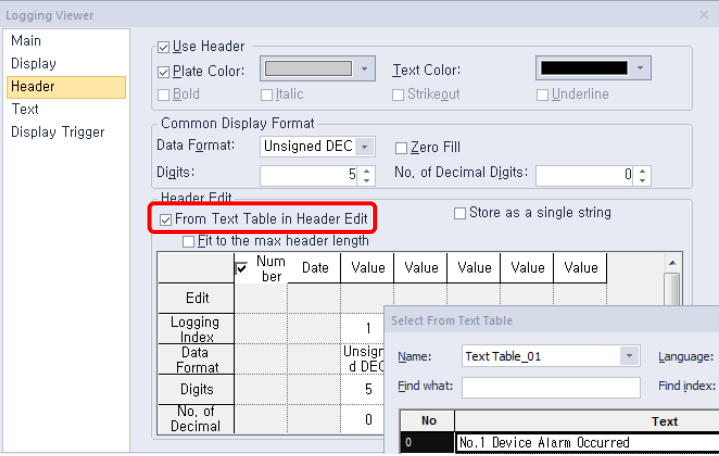 Logging Viewer
Main
Display
Header
Text
Display Trigger
Use Header
Plate Color:
Text Color:
Bold
Italic
Strikeout
Underline
Common Display Format
Data Format:
Unsigned DEC
Zero Fill
Digits:
5
No. of Decimal Digits:
0
Header Edit
From Text Table in Header Edit
Store as a single string
Fit to the max header length
Num
ber
Date
Value
Value
Value
Value
Value
Edit
Logging
Index
1
Data
Format
Unsign
d DEC
Digits
5
No. of
Decimal
0
Select From Text Table
Name:
Text Table_01
Language:
Find what:
Find index:
No
Text
0
No.1 Device Alarm Occurred